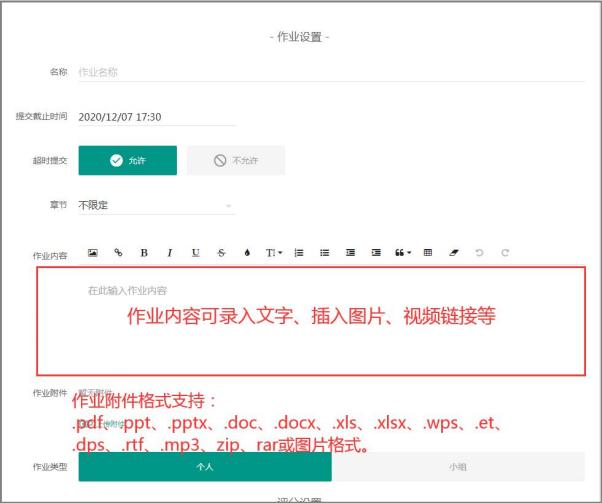 - 作业设置 -
名称 作业名称
提交截止时间 2020/12/07 17:30
超时提交 允许 不允许
章节 不限定
作业内容 B I U S TI
在此输入作业内容
作业内容可录入文字、插入图片、视频链接等
作业附件 暂无附件
作业附件格式支持：
.pdf、.ppt、.pptx、.doc、.docx、.xls、.xlsx、.wps、.et、
.dps、.rtf、.mp3、zip、rar或图片格式。
作业类型 个人 小组
评分设置